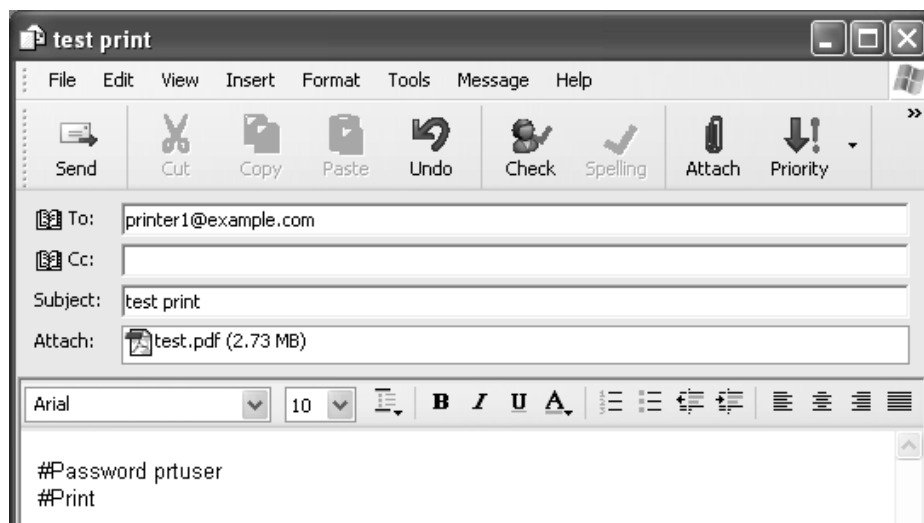 test print
File Edit View Insert Format Tools Message Help
Send Cut Copy Paste Undo Check Spelling Attach Priority »
To: printer1@example.com
Cc:
Subject: test print
Attach: test.pdf (2.73 MB)
Arial 10 B I U A
#Password prtuser
#Print